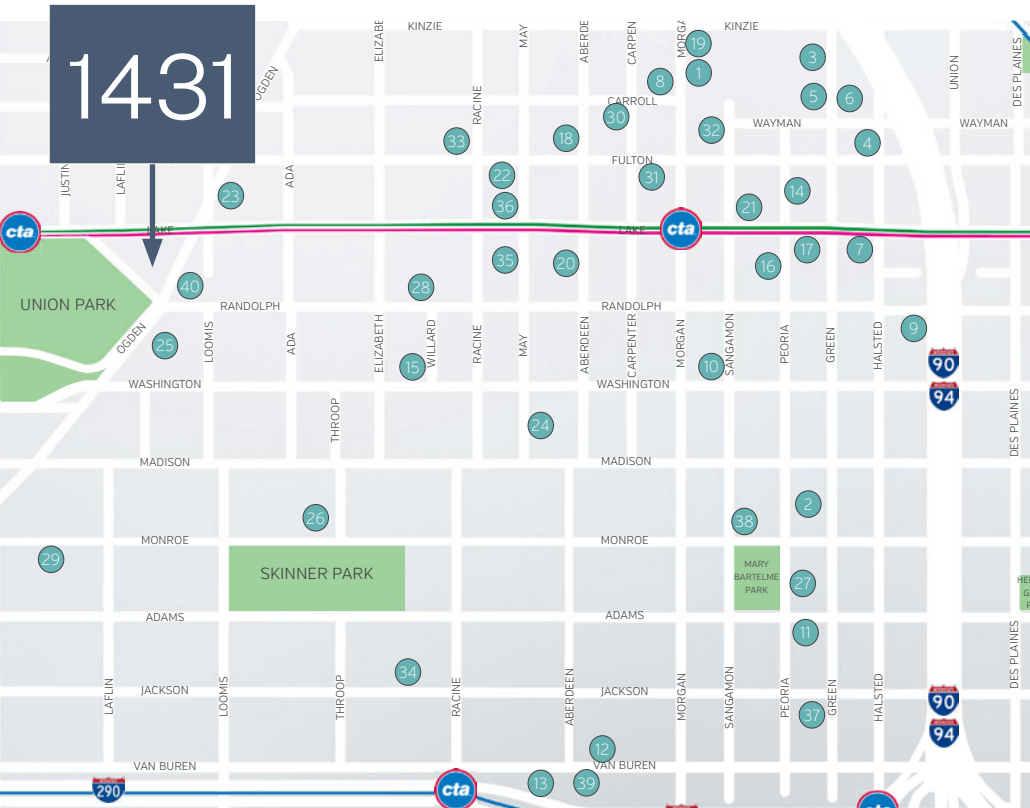 1431
KINZIE
KINZIE
ELIZABE
MAY
ABERDE
CARPEN
MORGA
UNION
DES PLAINES
OGDEN
RACINE
CARROLL
WAYMAN
WAYMAN
19
3
1
8
5
6
30
32
33
18
4
FULTON
JUSTIN
LAFLI
ADA
22
31
14
23
36
21
cta
LAKE
LAKE
cta
35
20
16
17
7
40
28
UNION PARK
RANDOLPH
RANDOLPH
OGDEN
25
LOOMIS
ADA
ELIZABETH
WILLARD
RACINE
MAY
ABERDEEN
CARPENTER
MORGAN
SANGAMON
PEORIA
GREEN
HALSTED
9
90
15
10
94
WASHINGTON
WASHINGTON
THROOP
24
DES PLAINES
MADISON
MADISON
26
38
2
MONROE
MONROE
29
SKINNER PARK
MARY
BARTELME
PARK
27
HE
G
ADAMS
ADAMS
11
34
DES PLAINES
LAFLIN
JACKSON
LOOMIS
THROOP
RACINE
ABERDEEN
JACKSON
MORGAN
SANGAMON
PEORIA
GREEN
HALSTED
90
37
94
12
VAN BUREN
VAN BUREN
290
cta
13
39
cta